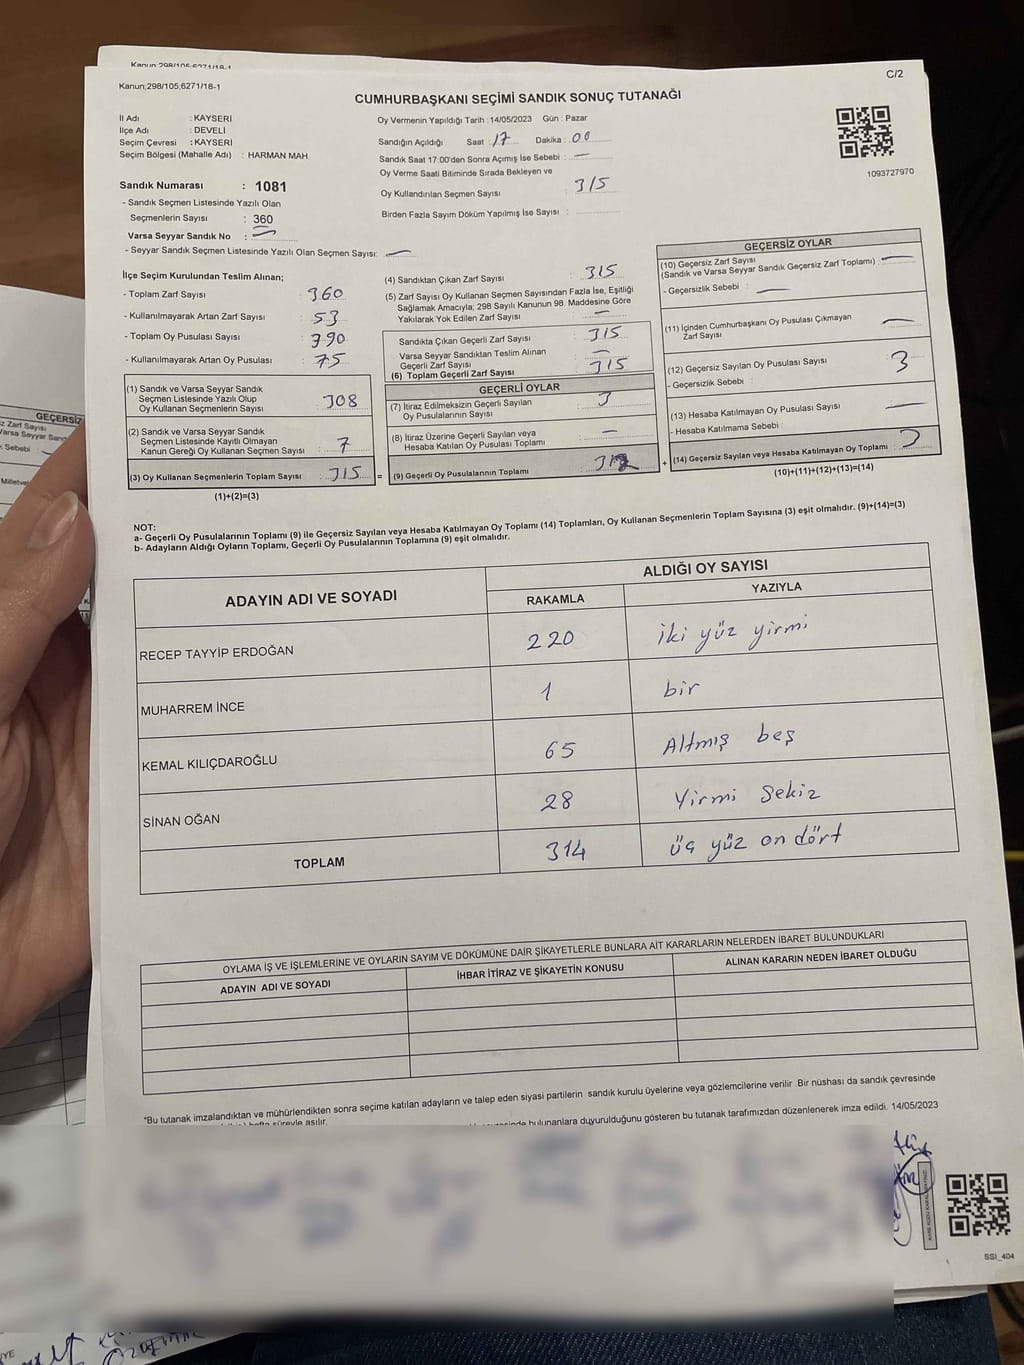 Kanun;298/105;6271/18-1
C/2
CUMHURBAŞKANI SEÇİMİ SANDIK SONUÇ TUTANAĞI
İl Adı : KAYSERİ
İlçe Adı : DEVELİ
Seçim Çevresi : KAYSERİ
Seçim Bölgesi (Mahalle Adı) : HARMAN MAH.
Oy Vermenin Yapıldığı Tarih : 14/05/2023 Gün : Pazar
Sandığın Açıldığı Saat : 17 Dakika : 00
Sandık Saat 17:00'den Sonra Açımış İse Sebebi : —
Oy Verme Saati Bitiminde Sırada Bekleyen ve
Oy Kullandırılan Seçmen Sayısı : 315
Birden Fazla Sayım Döküm Yapılmış İse Sayısı :
1093727970
Sandık Numarası : 1081
- Sandık Seçmen Listesinde Yazılı Olan
Seçmenlerin Sayısı : 360
Varsa Seyyar Sandık No : —
- Seyyar Sandık Seçmen Listesinde Yazılı Olan Seçmen Sayısı: —
İlçe Seçim Kurulundan Teslim Alınan;
- Toplam Zarf Sayısı : 360
- Kullanılmayarak Artan Zarf Sayısı : 53
- Toplam Oy Pusulası Sayısı : 390
- Kullanılmayarak Artan Oy Pusulası : 75
(1) Sandık ve Varsa Seyyar Sandık
Seçmen Listesinde Yazılı Olup
Oy Kullanan Seçmenlerin Sayısı : 308
(2) Sandık ve Varsa Seyyar Sandık
Seçmen Listesinde Kayıtlı Olmayan
Kanun Gereği Oy Kullanan Seçmen Sayısı : 7
(3) Oy Kullanan Seçmenlerin Toplam Sayısı : 315 =
(1)+(2)=(3)
(4) Sandıktan Çıkan Zarf Sayısı : 315
(5) Zarf Sayısı Oy Kullanan Seçmen Sayısından Fazla İse, Eşitliği
Sağlamak Amacıyla; 298 Sayılı Kanunun 98. Maddesine Göre
Yakılarak Yok Edilen Zarf Sayısı : —
Sandıkta Çıkan Geçerli Zarf Sayısı : 315
Varsa Seyyar Sandıktan Teslim Alınan
Geçerli Zarf Sayısı : —
(6) Toplam Geçerli Zarf Sayısı : 315
GEÇERLİ OYLAR
(7) İtiraz Edilmeksizin Geçerli Sayılan
Oy Pusulalarının Sayısı : 3
(8) İtiraz Üzerine Geçerli Sayılan veya
Hesaba Katılan Oy Pusulası Toplamı : —
(9) Geçerli Oy Pusulalarının Toplamı : 312 +
GEÇERSİZ OYLAR
(10) Geçersiz Zarf Sayısı
(Sandık ve Varsa Seyyar Sandık Geçersiz Zarf Toplamı) : —
- Geçersizlik Sebebi : —
(11) İçinden Cumhurbaşkanı Oy Pusulası Çıkmayan
Zarf Sayısı : —
(12) Geçersiz Sayılan Oy Pusulası Sayısı : 3
- Geçersizlik Sebebi :
(13) Hesaba Katılmayan Oy Pusulası Sayısı : —
- Hesaba Katılmama Sebebi :
(14) Geçersiz Sayılan veya Hesaba Katılmayan Oy Toplamı : 3
(10)+(11)+(12)+(13)=(14)
NOT:
a- Geçerli Oy Pusulalarının Toplamı (9) ile Geçersiz Sayılan veya Hesaba Katılmayan Oy Toplamı (14) Toplamları, Oy Kullanan Seçmenlerin Toplam Sayısına (3) eşit olmalıdır. (9)+(14)=(3)
b- Adayların Aldığı Oyların Toplamı, Geçerli Oy Pusulalarının Toplamına (9) eşit olmalıdır.
ADAYIN ADI VE SOYADI ALDIĞI OY SAYISI
RAKAMLA YAZIYLA
RECEP TAYYİP ERDOĞAN 220 iki yüz yirmi
MUHARREM İNCE 1 bir
KEMAL KILIÇDAROĞLU 65 Altmış beş
SİNAN OĞAN 28 Yirmi Sekiz
TOPLAM 314 üç yüz on dört
OYLAMA İŞ VE İŞLEMLERİNE VE OYLARIN SAYIM VE DÖKÜMÜNE DAİR ŞİKAYETLERLE BUNLARA AİT KARARLARIN NELERDEN İBARET BULUNDUKLARI
ADAYIN ADI VE SOYADI İHBAR İTİRAZ VE ŞİKAYETİN KONUSU ALINAN KARARIN NEDEN İBARET OLDUĞU
"Bu tutanak imzalandıktan ve mühürlendikten sonra seçime katılan adayların ve talep eden siyasi partilerin sandık kurulu üyelerine veya gözlemcilerine verilir .Bir nüshası da sandık çevresinde
hafta süreyle asılır.
bulunanlara duyurulduğunu gösteren bu tutanak tarafımızdan düzenlenerek imza edildi. 14/05/2023
SSI_404